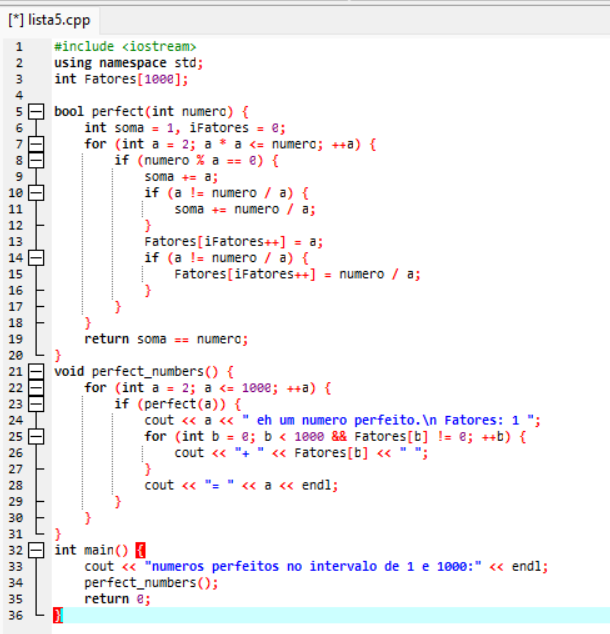 [*] lista5.cpp
1 #include <iostream>
2 using namespace std;
3 int Fatores[1000];
4
5 bool perfect(int numero) {
6 int soma = 1, iFatores = 0;
7 for (int a = 2; a * a <= numero; ++a) {
8 if (numero % a == 0) {
9 soma += a;
10 if (a != numero / a) {
11 soma += numero / a;
12 }
13 Fatores[iFatores++] = a;
14 if (a != numero / a) {
15 Fatores[iFatores++] = numero / a;
16 }
17 }
18 }
19 return soma == numero;
20 }
21 void perfect_numbers() {
22 for (int a = 2; a <= 1000; ++a) {
23 if (perfect(a)) {
24 cout << a << " eh um numero perfeito.\n Fatores: 1 ";
25 for (int b = 0; b < 1000 && Fatores[b] != 0; ++b) {
26 cout << "+ " << Fatores[b] << " ";
27 }
28 cout << "= " << a << endl;
29 }
30 }
31 }
32 int main() {
33 cout << "numeros perfeitos no intervalo de 1 e 1000:" << endl;
34 perfect_numbers();
35 return 0;
36 }